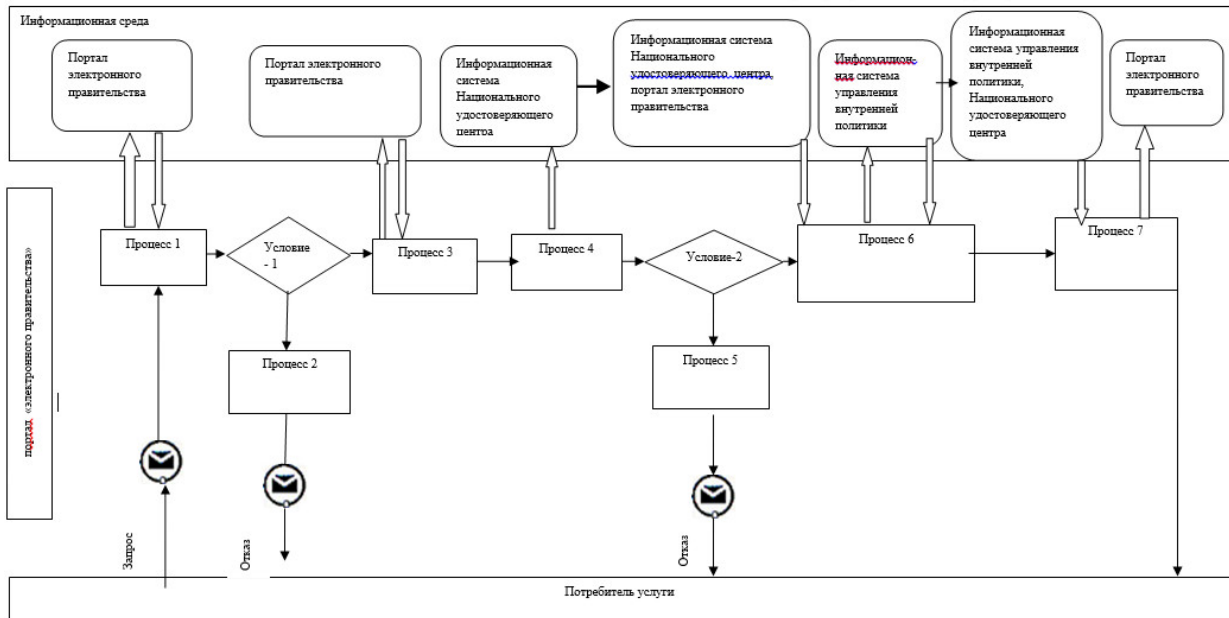 Информационная среда
Портал
электронного
правительства
Портал электронного
правительства
Информационная
система
Национального
удостоверяющего
центра
Информационная система
Национального
удостоверяющего центра,
портал электронного
правительства
Информацион-
ная система
управления
внутренней
политики
Информационная
система управления
внутренней
политики,
Национального
удостоверяющего
центра
Портал
электронного
правительства
портал «электронного правительства»
Процесс 1
Условие
- 1
Процесс 3
Процесс 4
Условие-2
Процесс 6
Процесс 7
Процесс 2
Процесс 5
Запрос
Отказ
Отказ
Потребитель услуги